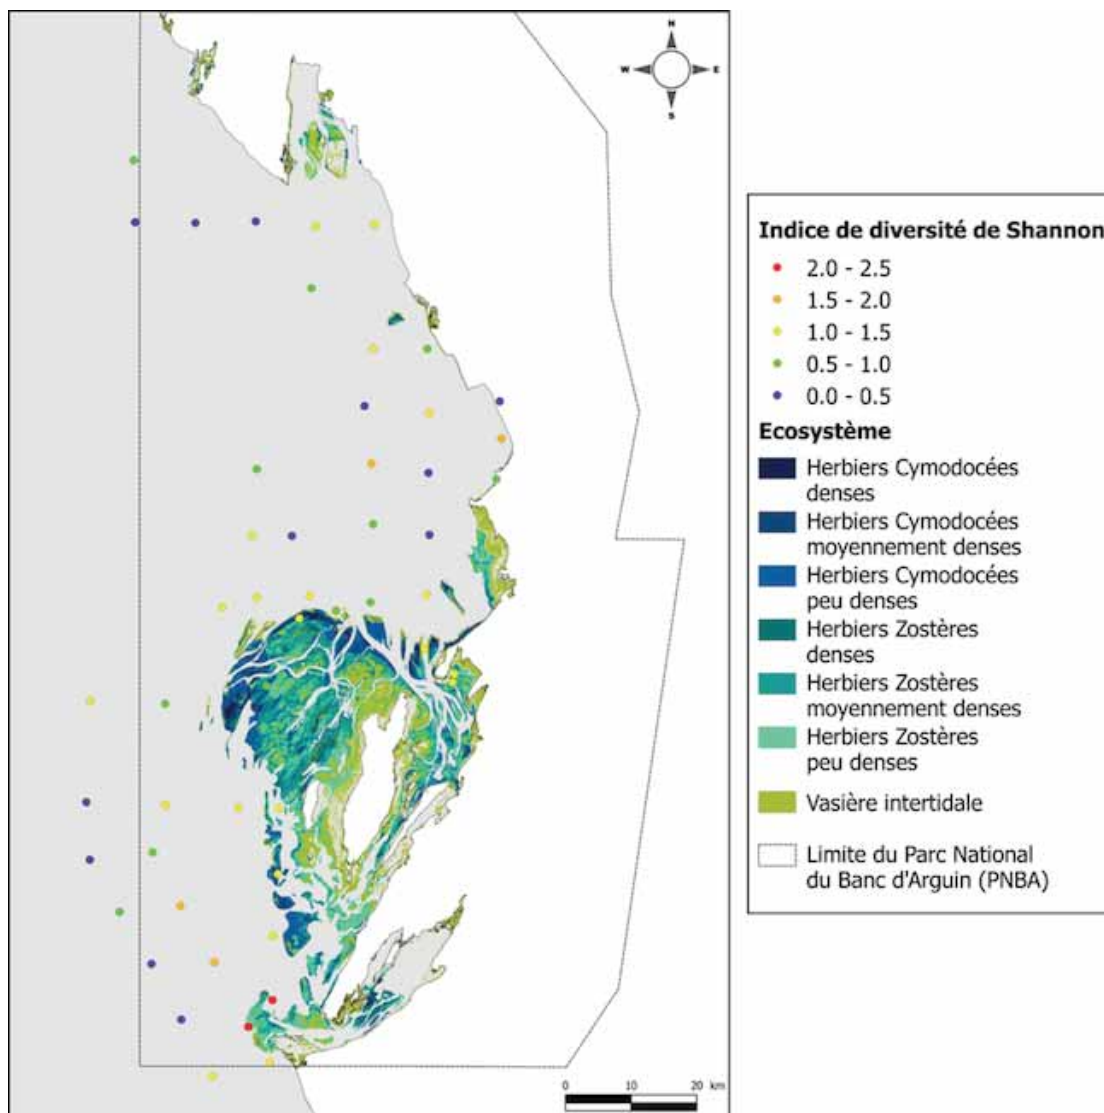 N
W
E
S
Indice de diversité de Shannon
2.0 - 2.5
1.5 - 2.0
1.0 - 1.5
0.5 - 1.0
0.0 - 0.5
Ecosystème
Herbiers Cymodocées
denses
Herbiers Cymodocées
moyennement denses
Herbiers Cymodocées
peu denses
Herbiers Zostères
denses
Herbiers Zostères
moyennement denses
Herbiers Zostères
peu denses
Vasière intertidale
Limite du Parc National
du Banc d'Arguin (PNBA)
0 10 20 km